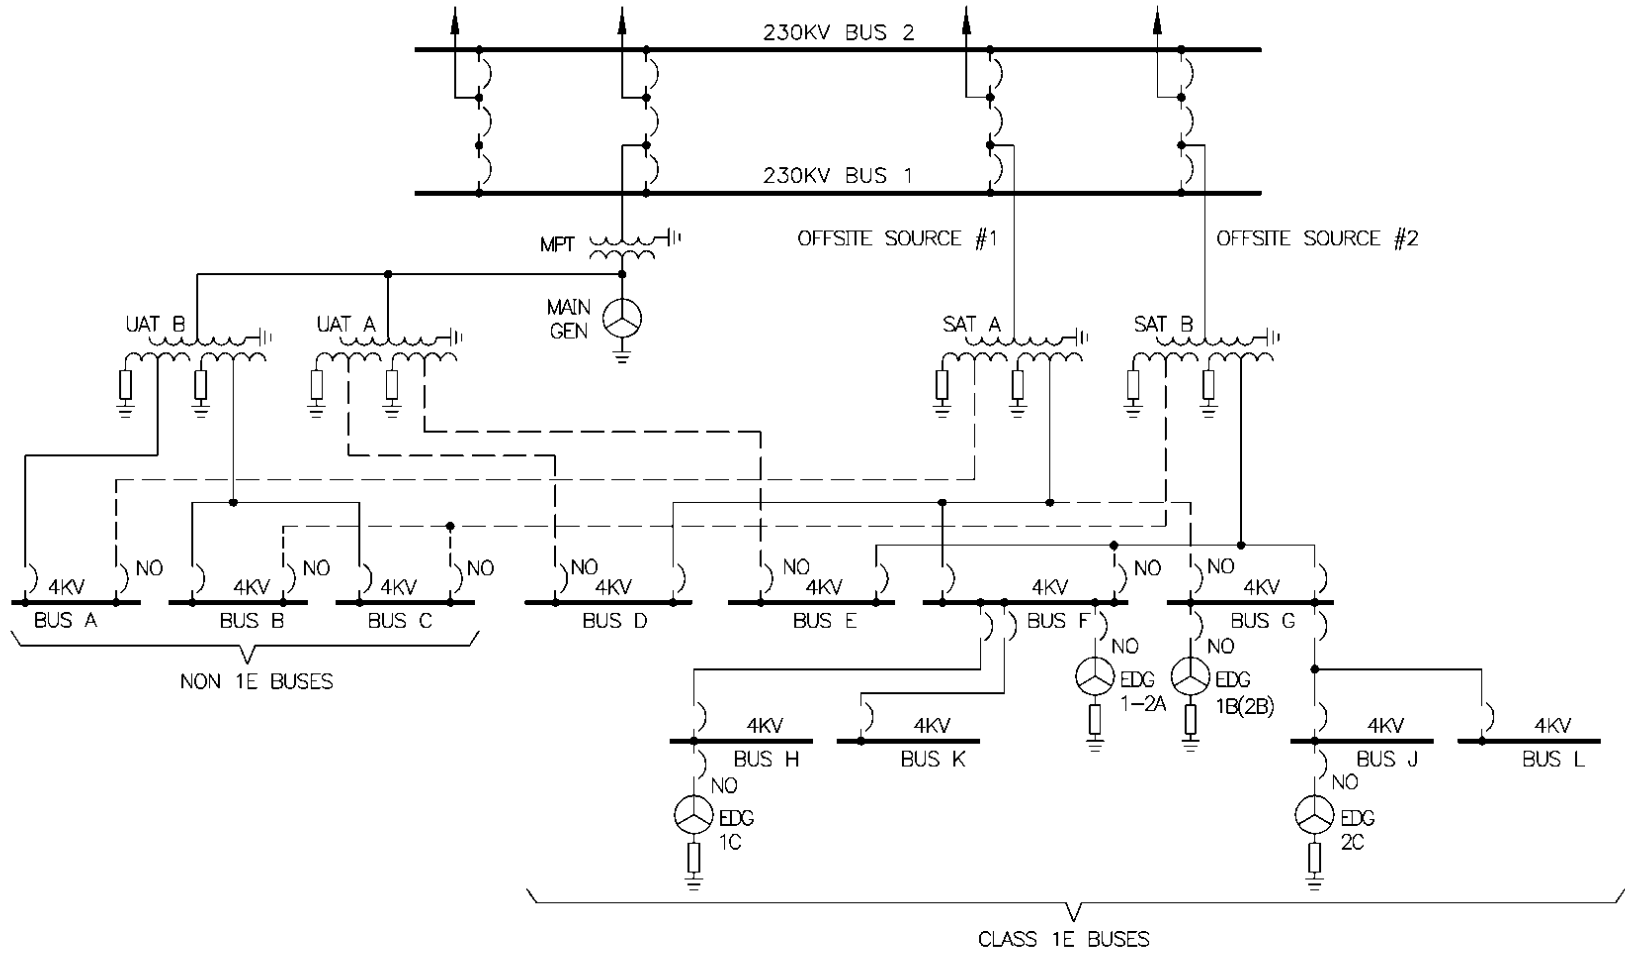 230KV BUS 2
230KV BUS 1
MPT
OFFSITE SOURCE #1
OFFSITE SOURCE #2
UAT B
UAT A
MAIN
GEN
SAT A
SAT B
NO
NO
NO
NO
NO
NO
NO
4KV
4KV
4KV
4KV
4KV
4KV
4KV
BUS A
BUS B
BUS C
BUS D
BUS E
BUS F
BUS G
NON 1E BUSES
NO
NO
EDG
1-2A
EDG
1B(2B)
4KV
4KV
4KV
4KV
BUS H
BUS K
BUS J
BUS L
NO
NO
EDG
1C
EDG
2C
CLASS 1E BUSES